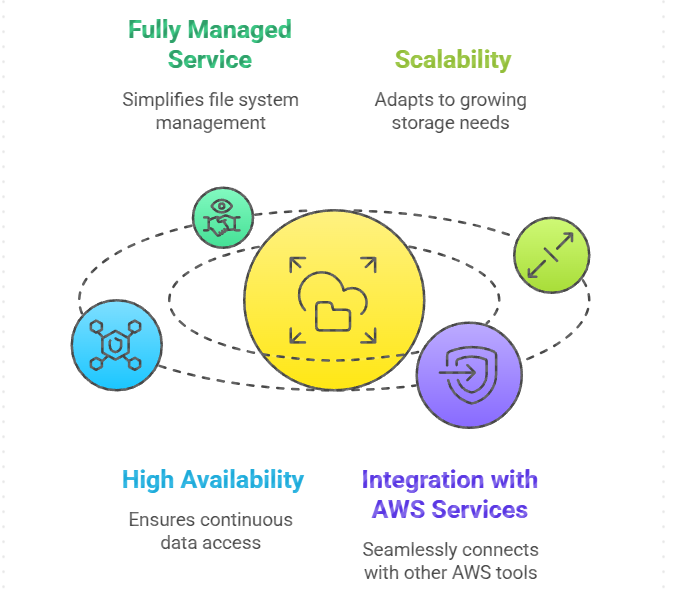 Fully Managed
Service
Simplifies file system
management
Scalability
Adapts to growing
storage needs
High Availability
Ensures continuous
data access
Integration with
AWS Services
Seamlessly connects
with other AWS tools